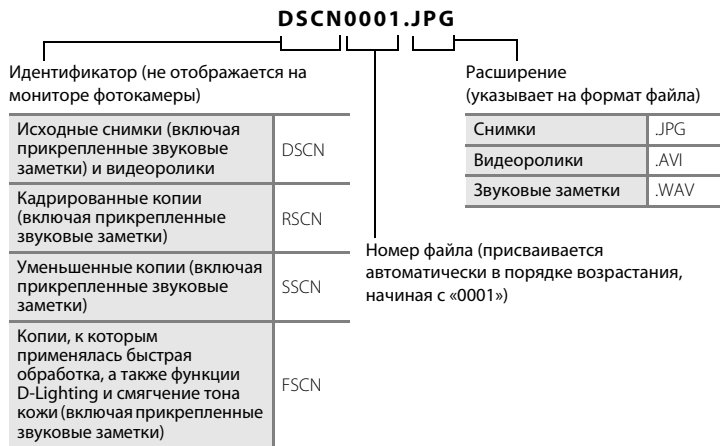 DSCN0001.JPG
Идентификатор (не отображается на
мониторе фотокамеры)
Исходные снимки (включая
прикрепленные звуковые
заметки) и видеоролики
DSCN
Кадрированные копии
(включая прикрепленные
звуковые заметки)
RSCN
Уменьшенные копии (включая
прикрепленные звуковые
заметки)
SSCN
Копии, к которым
применялась быстрая
обработка, а также функции
D-Lighting и смягчение тона
кожи (включая прикрепленные
звуковые заметки)
FSCN
Номер файла (присваивается
автоматически в порядке возрастания,
начиная с «0001»)
Расширение
(указывает на формат файла)
Снимки .JPG
Видеоролики .AVI
Звуковые заметки .WAV